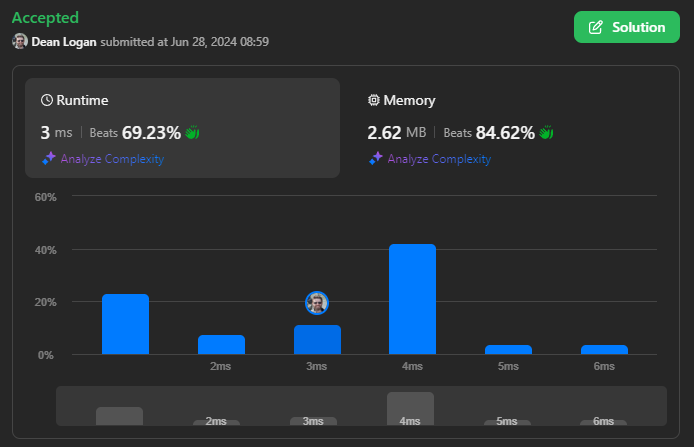 Accepted
Solution
Dean Logan submitted at Jun 28, 2024 08:59
Runtime
3 ms | Beats 69.23%
Analyze Complexity
Memory
2.62 MB | Beats 84.62%
Analyze Complexity
60%
40%
20%
0%
2ms 3ms 4ms 5ms 6ms
2ms 3ms 4ms 5ms 6ms